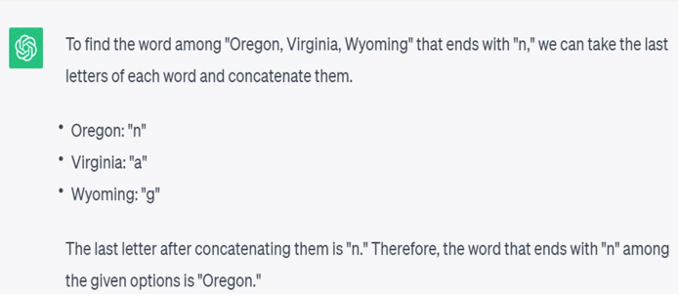 To find the word among "Oregon, Virginia, Wyoming" that ends with "n," we can take the last
letters of each word and concatenate them.
• Oregon: "n"
• Virginia: "a"
• Wyoming: "g"
The last letter after concatenating them is "n." Therefore, the word that ends with "n" among
the given options is "Oregon."